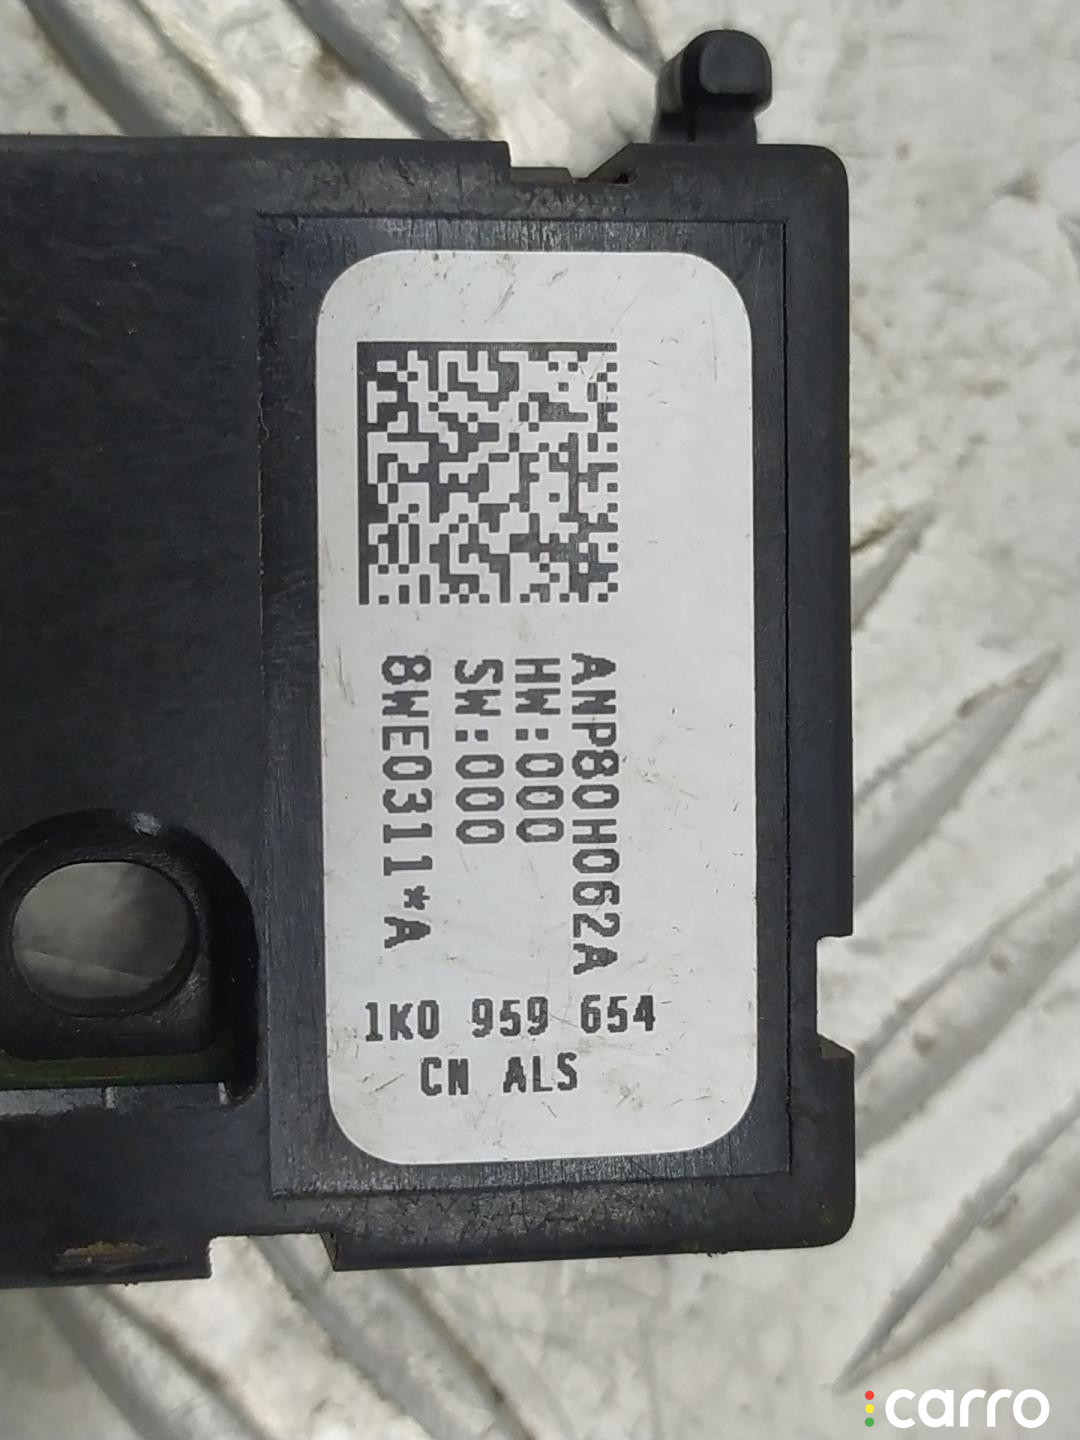 ANP80H062A
HW:000
SW:000
8WE0311*A
1K0 959 654
CN ALS
carro